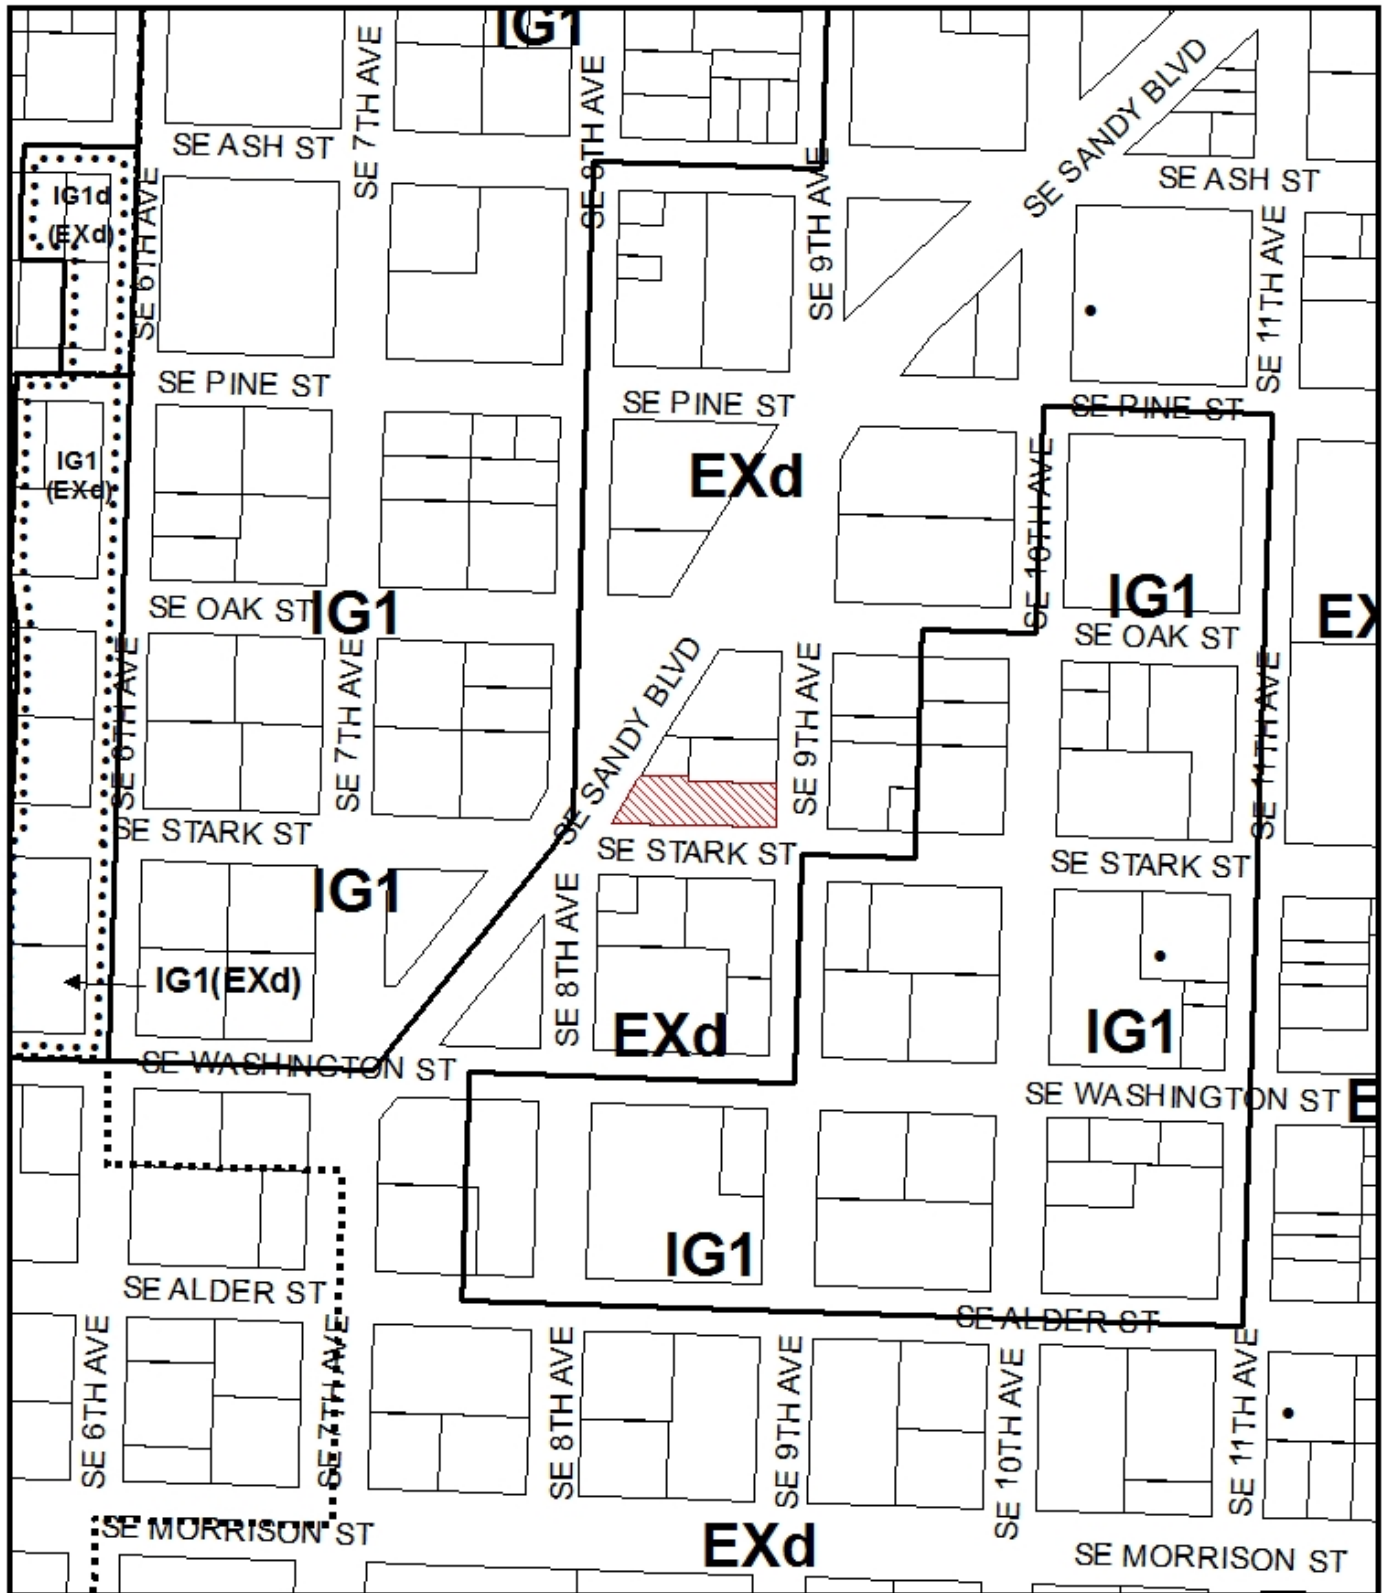 IG1
SE 7TH AVE
SE 8TH AVE
SE SANDY BLVD
SE ASH ST
SE 9TH AVE
SE ASH ST
IG1d
(EXd)
SE 6TH AVE
SE 11TH AVE
SE PINE ST
SE PINE ST
SE PINE ST
IG1
(EXd)
EXd
SE 10TH AVE
SE OAK ST
IG1
IG1
EX
SE OAK ST
SE 6TH AVE
SE 7TH AVE
SE SANDY BLVD
SE 9TH AVE
SE 11TH AVE
SE STARK ST
SE STARK ST
SE STARK ST
IG1
SE 8TH AVE
IG1(EXd)
EXd
IG1
SE WASHINGTON ST
SE WASHINGTON ST
E
IG1
SE ALDER ST
SE ALDER ST
SE 6TH AVE
SE 7TH AVE
SE 8TH AVE
SE 9TH AVE
SE 10TH AVE
SE 11TH AVE
SE MORRISON ST
EXd
SE MORRISON ST